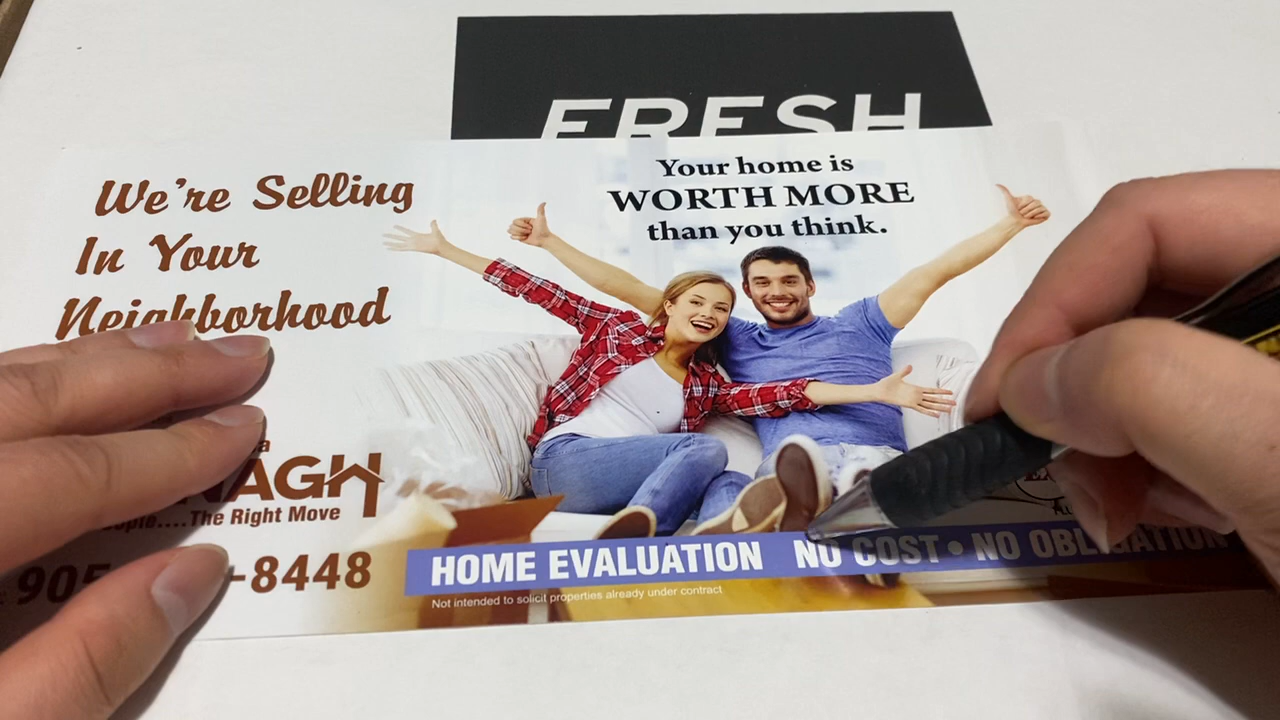 FRESH
We're Selling
In Your
Neighborhood
Your home is
WORTH MORE
than you think.
The Right Move
905
-8448
HOME EVALUATION NO COST • NO OBLIGATION
Not intended to solicit properties already under contract